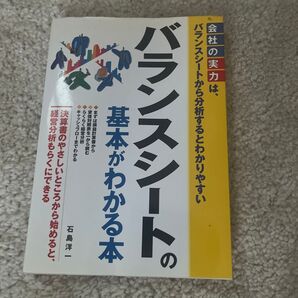 会社の実力は、
バランスシートから分析するとわかりやすい
バランスシートの
基本がわかる本
決算書のやさしいところから始めると、
経営分析もらくにできる
石島洋一